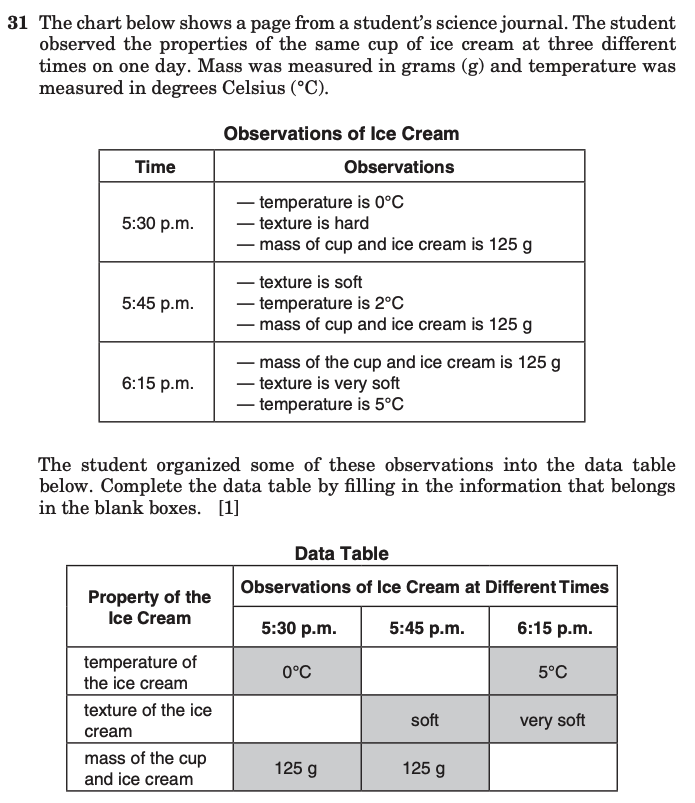 31 The chart below shows a page from a student's science journal. The student
observed the properties of the same cup of ice cream at three different
times on one day. Mass was measured in grams (g) and temperature was
measured in degrees Celsius (°C).
Observations of Ice Cream
Time Observations
5:30 p.m.
— temperature is 0°C
— texture is hard
— mass of cup and ice cream is 125 g
5:45 p.m.
— texture is soft
— temperature is 2°C
— mass of cup and ice cream is 125 g
6:15 p.m.
— mass of the cup and ice cream is 125 g
— texture is very soft
— temperature is 5°C
The student organized some of these observations into the data table
below. Complete the data table by filling in the information that belongs
in the blank boxes. [1]
Data Table
Property of the
Ice Cream
Observations of Ice Cream at Different Times
5:30 p.m. 5:45 p.m. 6:15 p.m.
temperature of
the ice cream
0°C 5°C
texture of the ice
cream
soft very soft
mass of the cup
and ice cream
125 g 125 g